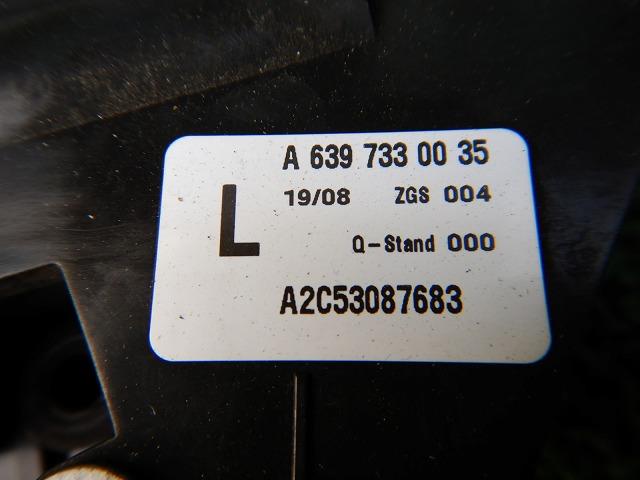 A 639 733 00 35
19/08 ZGS 004
L
Q-Stand 000
A2C53087683